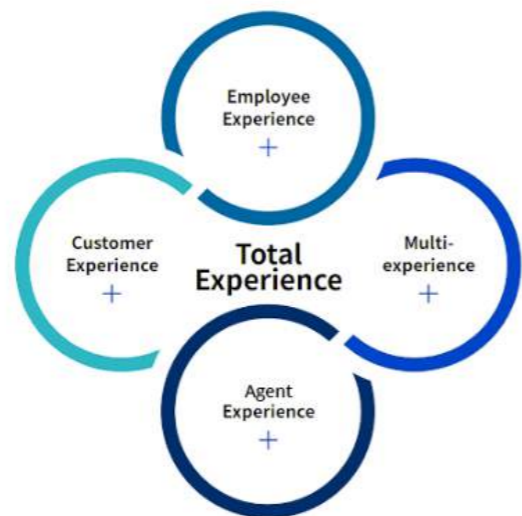 Employee
Experience
+
Customer
Experience
+
Total
Experience
Multi-
experience
+
Agent
Experience
+